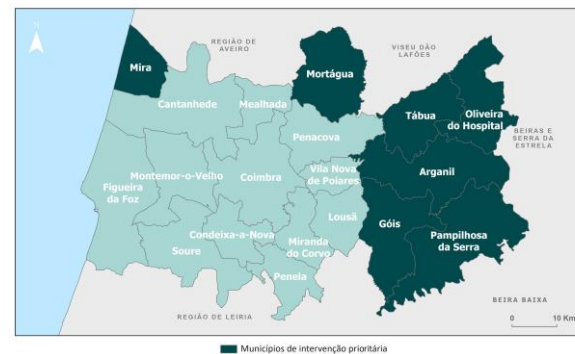 N
REGIÃO DE
AVEIRO
VISEU DÃO
LAFÕES
Mira
Mortágua
Cantanhede
Mealhada
Tábua
Oliveira
do Hospital
BEIRAS E
SERRA DA
ESTRELA
Penacova
Montemor-o-Velho
Coimbra
Vila Nova
de Poiares
Arganil
Figueira
da Foz
Lousã
Góis
Condeixa-a-Nova
Miranda
do Corvo
Pampilhosa
da Serra
Soure
Penela
BEIRA BAIXA
REGIÃO DE LEIRIA
0 10 Km
Municípios de intervenção prioritária